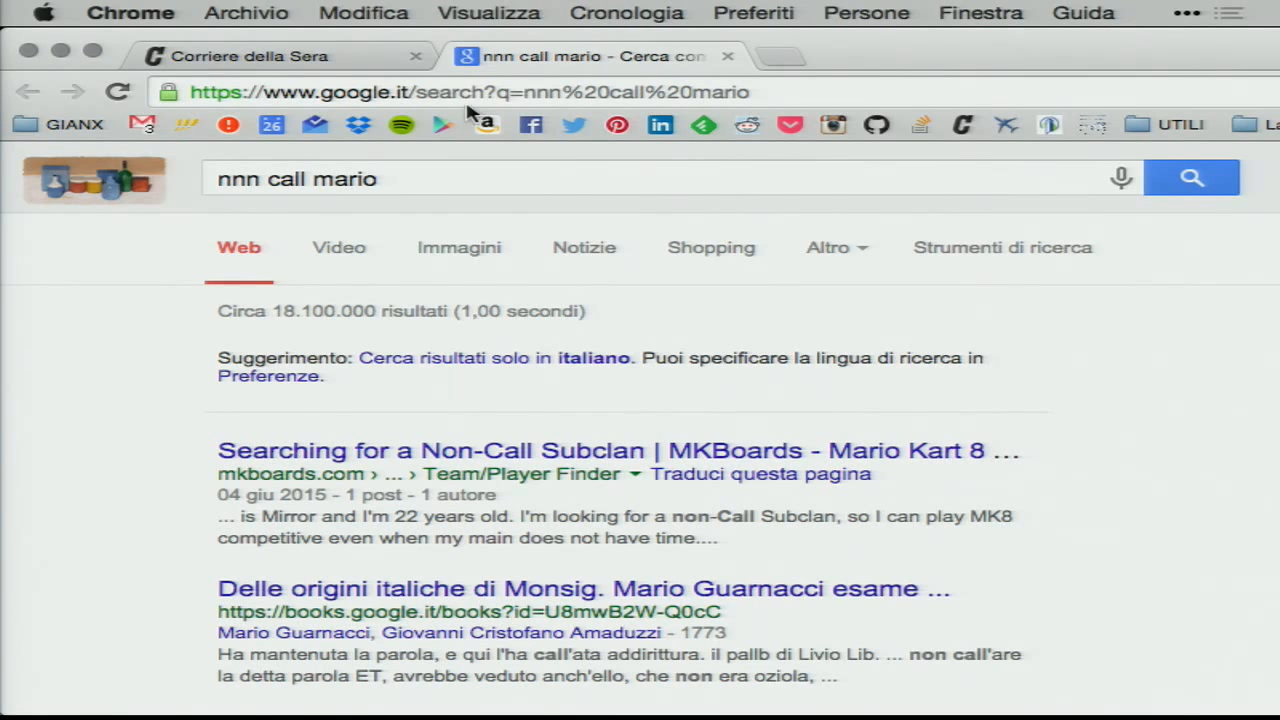 Chrome Archivio Modifica Visualizza Cronologia Preferiti Persone Finestra Guida
Corriere della Sera
nnn call mario - Cerca con
https://www.google.it/search?q=nnn%20call%20mario
GIANX
3
26
UTILI
nnn call mario
Web Video Immagini Notizie Shopping Altro Strumenti di ricerca
Circa 18.100.000 risultati (1,00 secondi)
Suggerimento: Cerca risultati solo in italiano. Puoi specificare la lingua di ricerca in
Preferenze.
Searching for a Non-Call Subclan | MKBoards - Mario Kart 8 ...
mkboards.com › ... › Team/Player Finder Traduci questa pagina
04 giu 2015 - 1 post - 1 autore
... is Mirror and I'm 22 years old. I'm looking for a non-Call Subclan, so I can play MK8
competitive even when my main does not have time....
Delle origini italiche di Monsig. Mario Guarnacci esame ...
https://books.google.it/books?id=U8mwB2W-Q0cC
Mario Guarnacci, Giovanni Cristofano Amaduzzi - 1773
Ha mantenuta la parola, e qui l'ha call'ata addirittura. il pallb di Livio Lib. ... non call'are
la detta parola ET, avrebbe veduto anch'ello, che non era oziola, ...